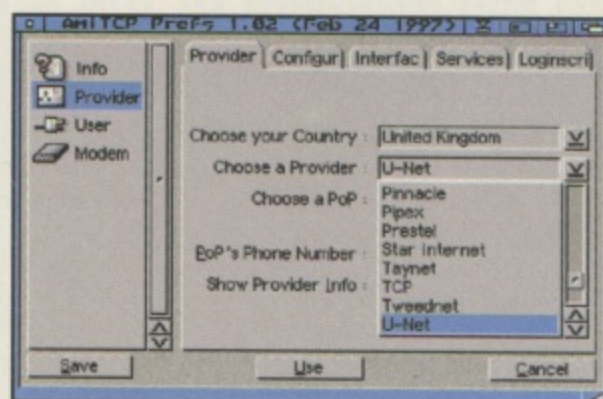 AmiTCP Prefs 1.02 (Feb 24 1997)
Info
Provider
User
Modem
Provider
Configur
Interfac
Services
Loginscri
Choose your Country :
United Kingdom
Choose a Provider :
U-Net
Choose a PoP :
PoP's Phone Number :
Show Provider Info :
Pinnacle
Pipex
Prestel
Star Internet
Taynet
TCP
Tweednet
U-Net
Save
Use
Cancel